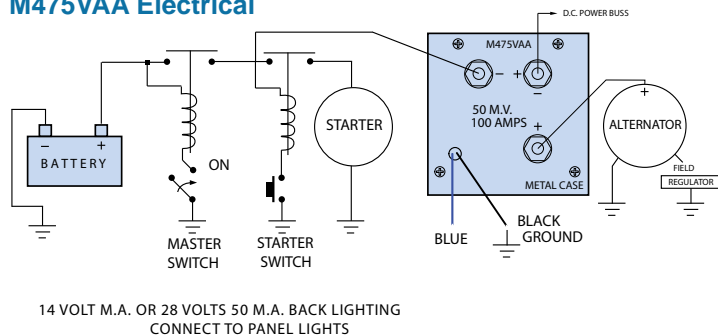 M475VAA Electrical
D.C. POWER BUSS
M475VAA
− +
−
50 M.V.
100 AMPS
+
METAL CASE
+
ALTERNATOR
FIELD
REGULATOR
− +
BATTERY
ON
STARTER
MASTER
SWITCH
STARTER
SWITCH
BLUE
BLACK
GROUND
14 VOLT M.A. OR 28 VOLTS 50 M.A. BACK LIGHTING
CONNECT TO PANEL LIGHTS